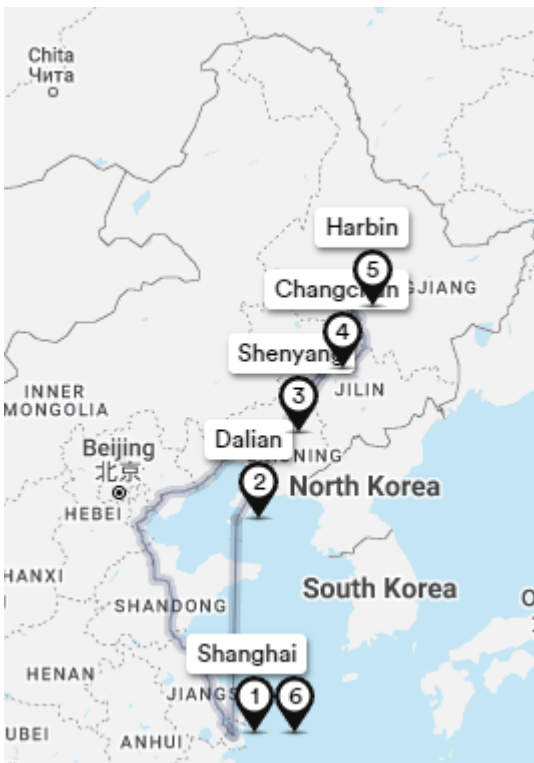 Chita
Чита
Harbin
5
GJIANG
Changchun
4
Shenyang
JILIN
3
INNER
MONGOLIA
Dalian
Beijing
北京
NING
2
North Korea
HEBEI
HANXI
South Korea
SHANDONG
O
Shanghai
HENAN
JIANGS
1
6
UBEI
ANHUI